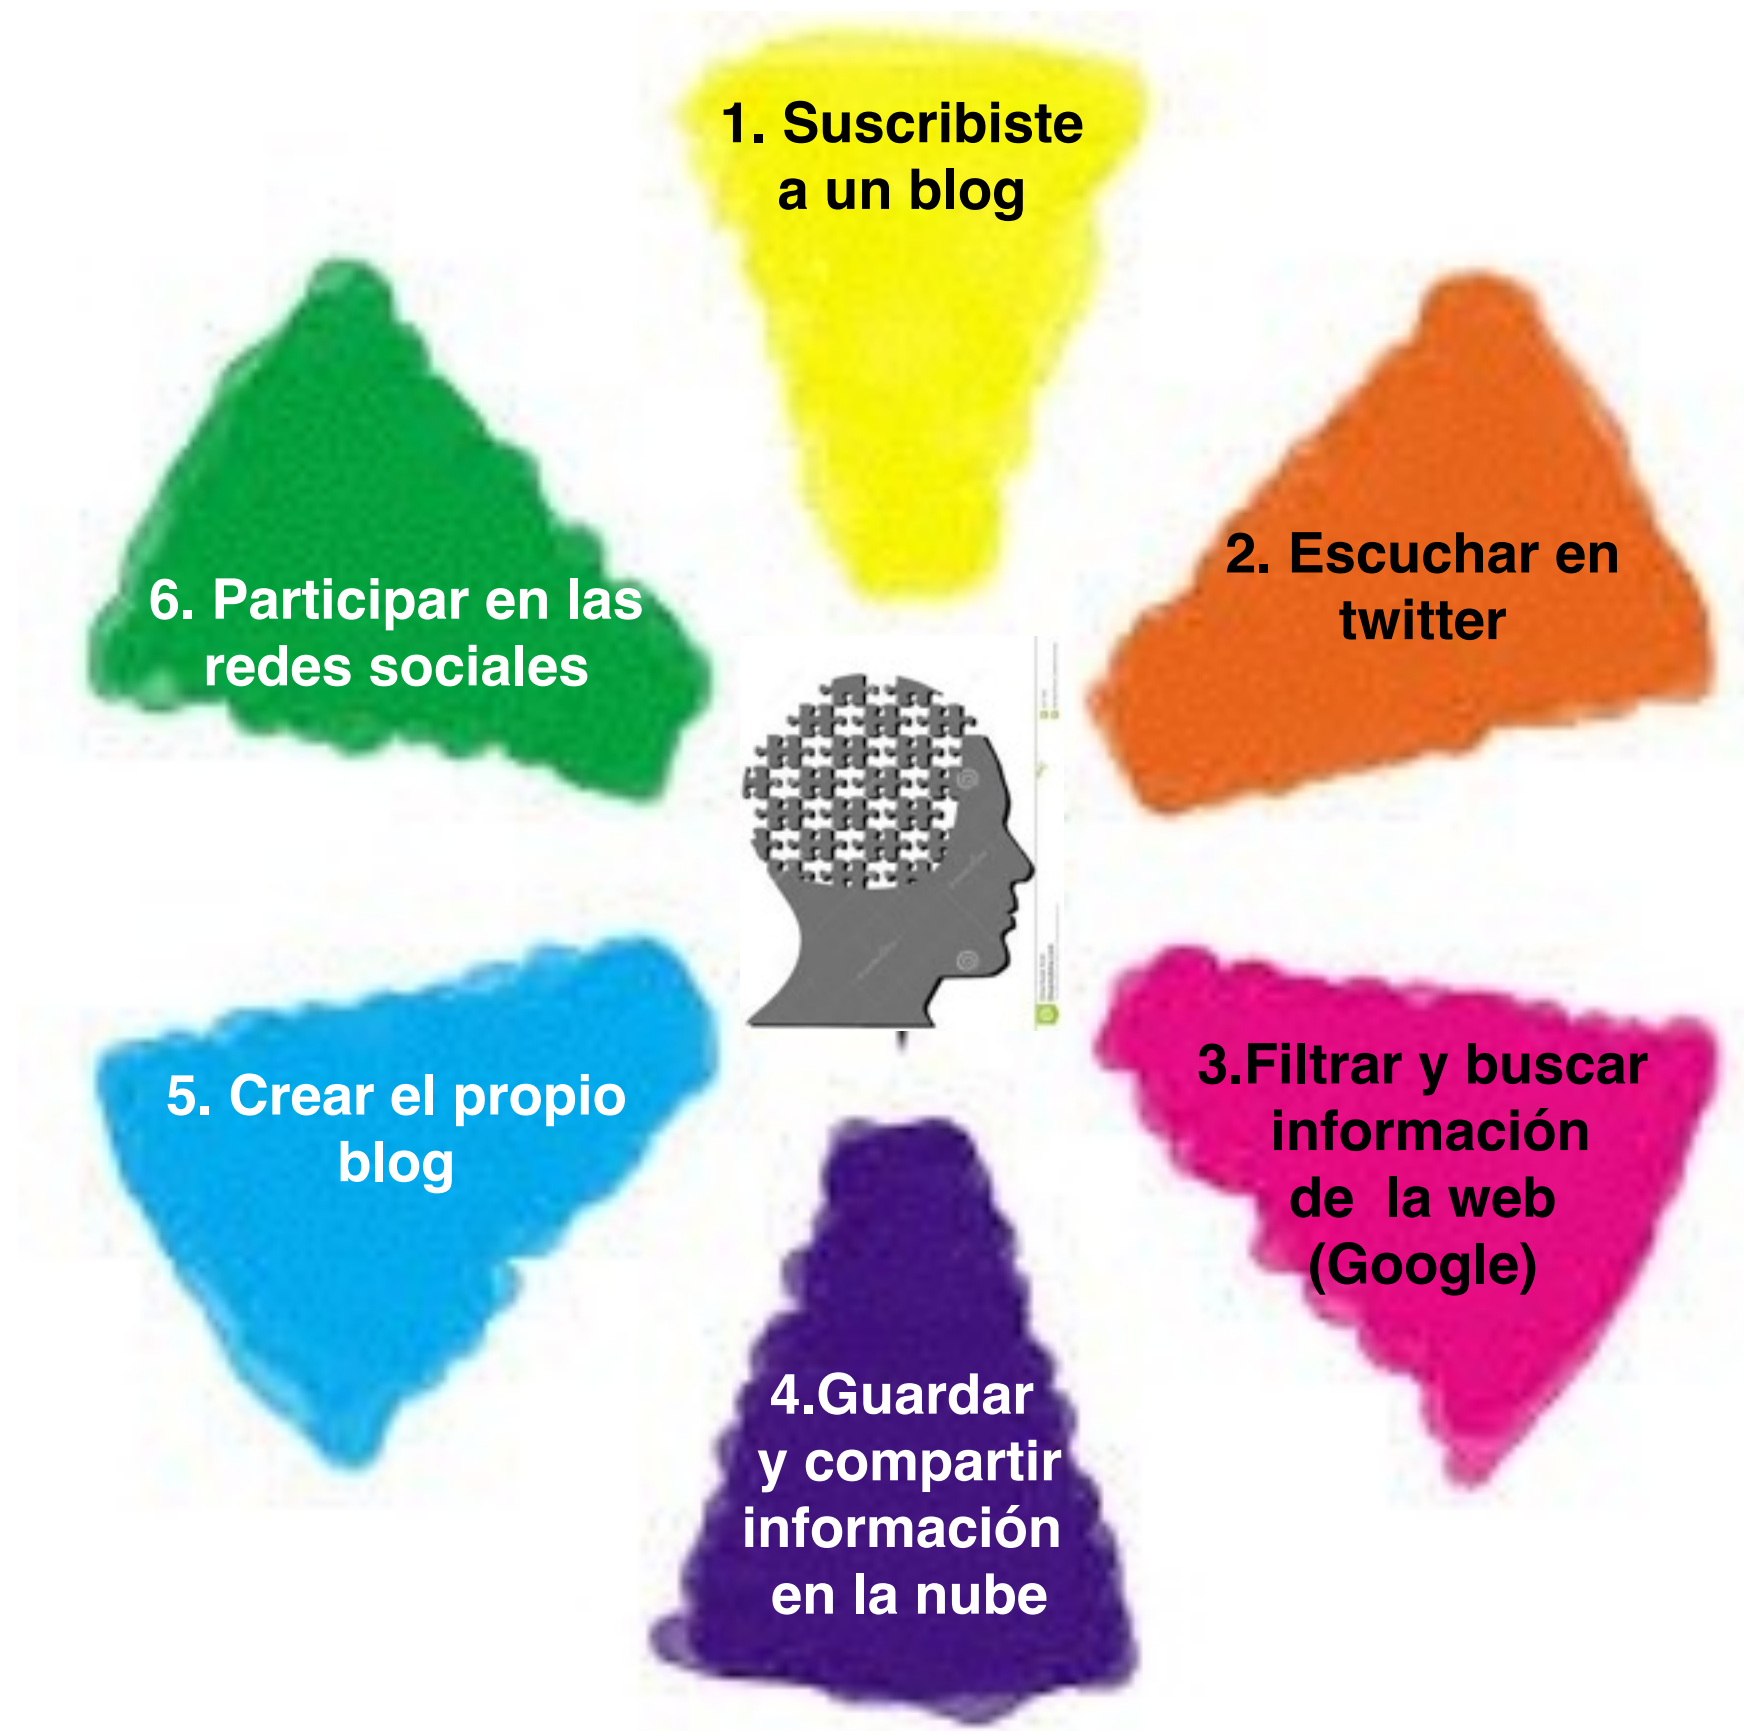 1. Suscribiste
a un blog
2. Escuchar en
twitter
3.Filtrar y buscar
información
de  la web
(Google)
4.Guardar
y compartir
información
en la nube
5. Crear el propio
blog
6. Participar en las
redes sociales